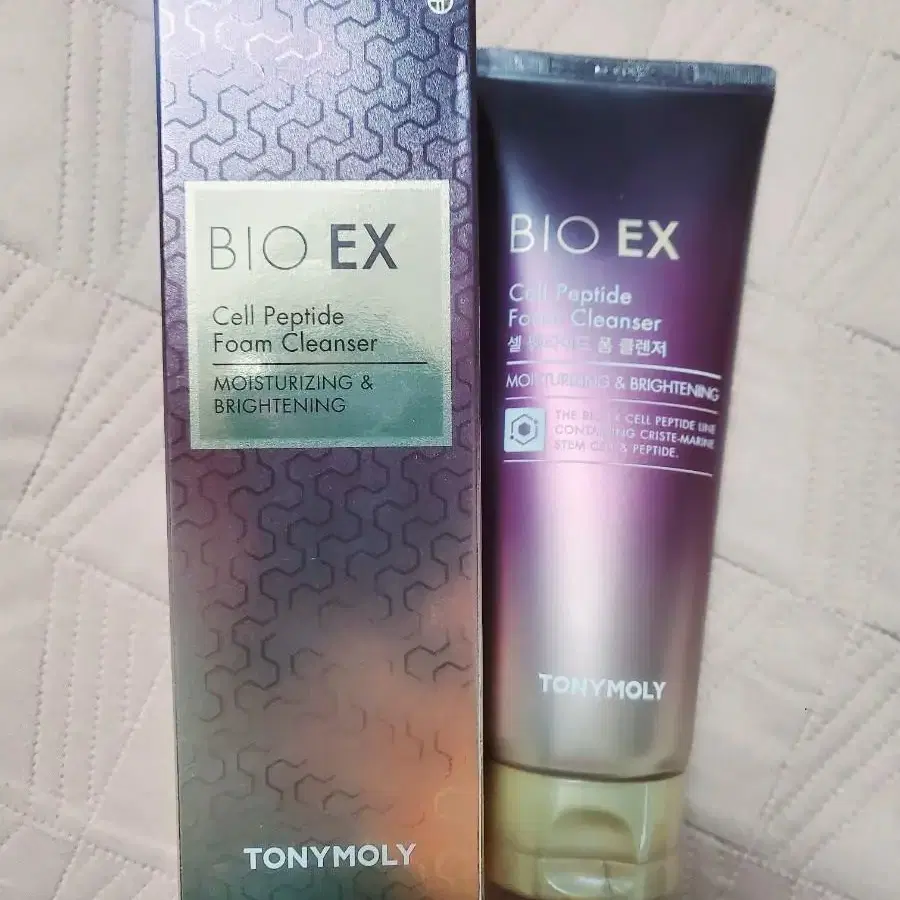 BIO EX
Cell Peptide
Foam Cleanser
MOISTURIZING &
BRIGHTENING
TONYMOLY
BIO EX
Cell Peptide
Foam Cleanser
셀 펩타이드 폼 클렌저
MOISTURIZING & BRIGHTENING
THE BIO EX CELL PEPTIDE LINE
CONTAINING CRISTE-MARINE
STEM CELL & PEPTIDE.
TONYMOLY